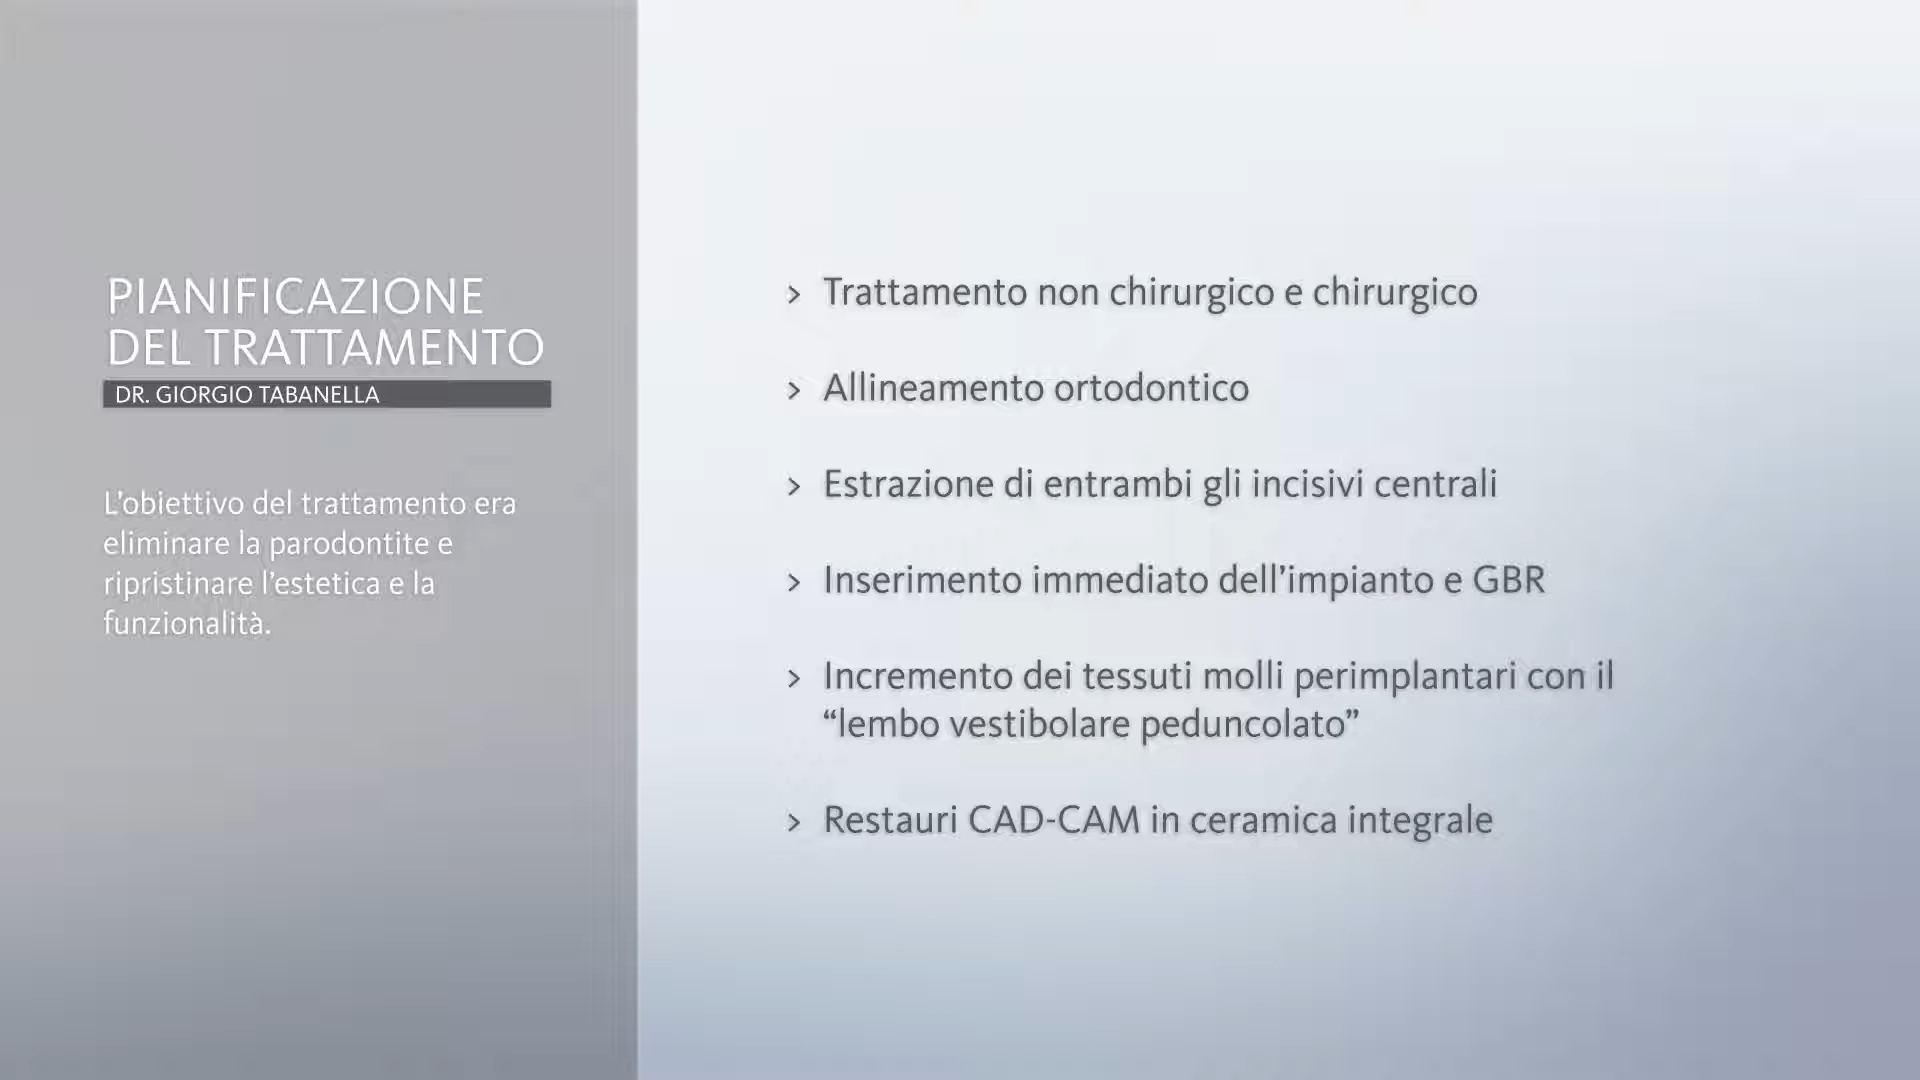 PIANIFICAZIONE
DEL TRATTAMENTO
DR. GIORGIO TABANELLA
L’obiettivo del trattamento era
eliminare la parodontite e
ripristinare l’estetica e la
funzionalità.
> Trattamento non chirurgico e chirurgico
> Allineamento ortodontico
> Estrazione di entrambi gli incisivi centrali
> Inserimento immediato dell’impianto e GBR
> Incremento dei tessuti molli perimplantari con il
“lembo vestibolare peduncolato”
> Restauri CAD-CAM in ceramica integrale